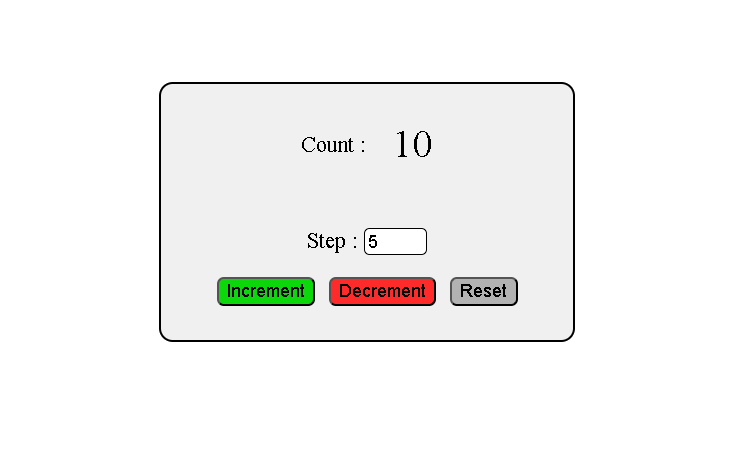 Count : 10
Step : 5
Increment Decrement Reset